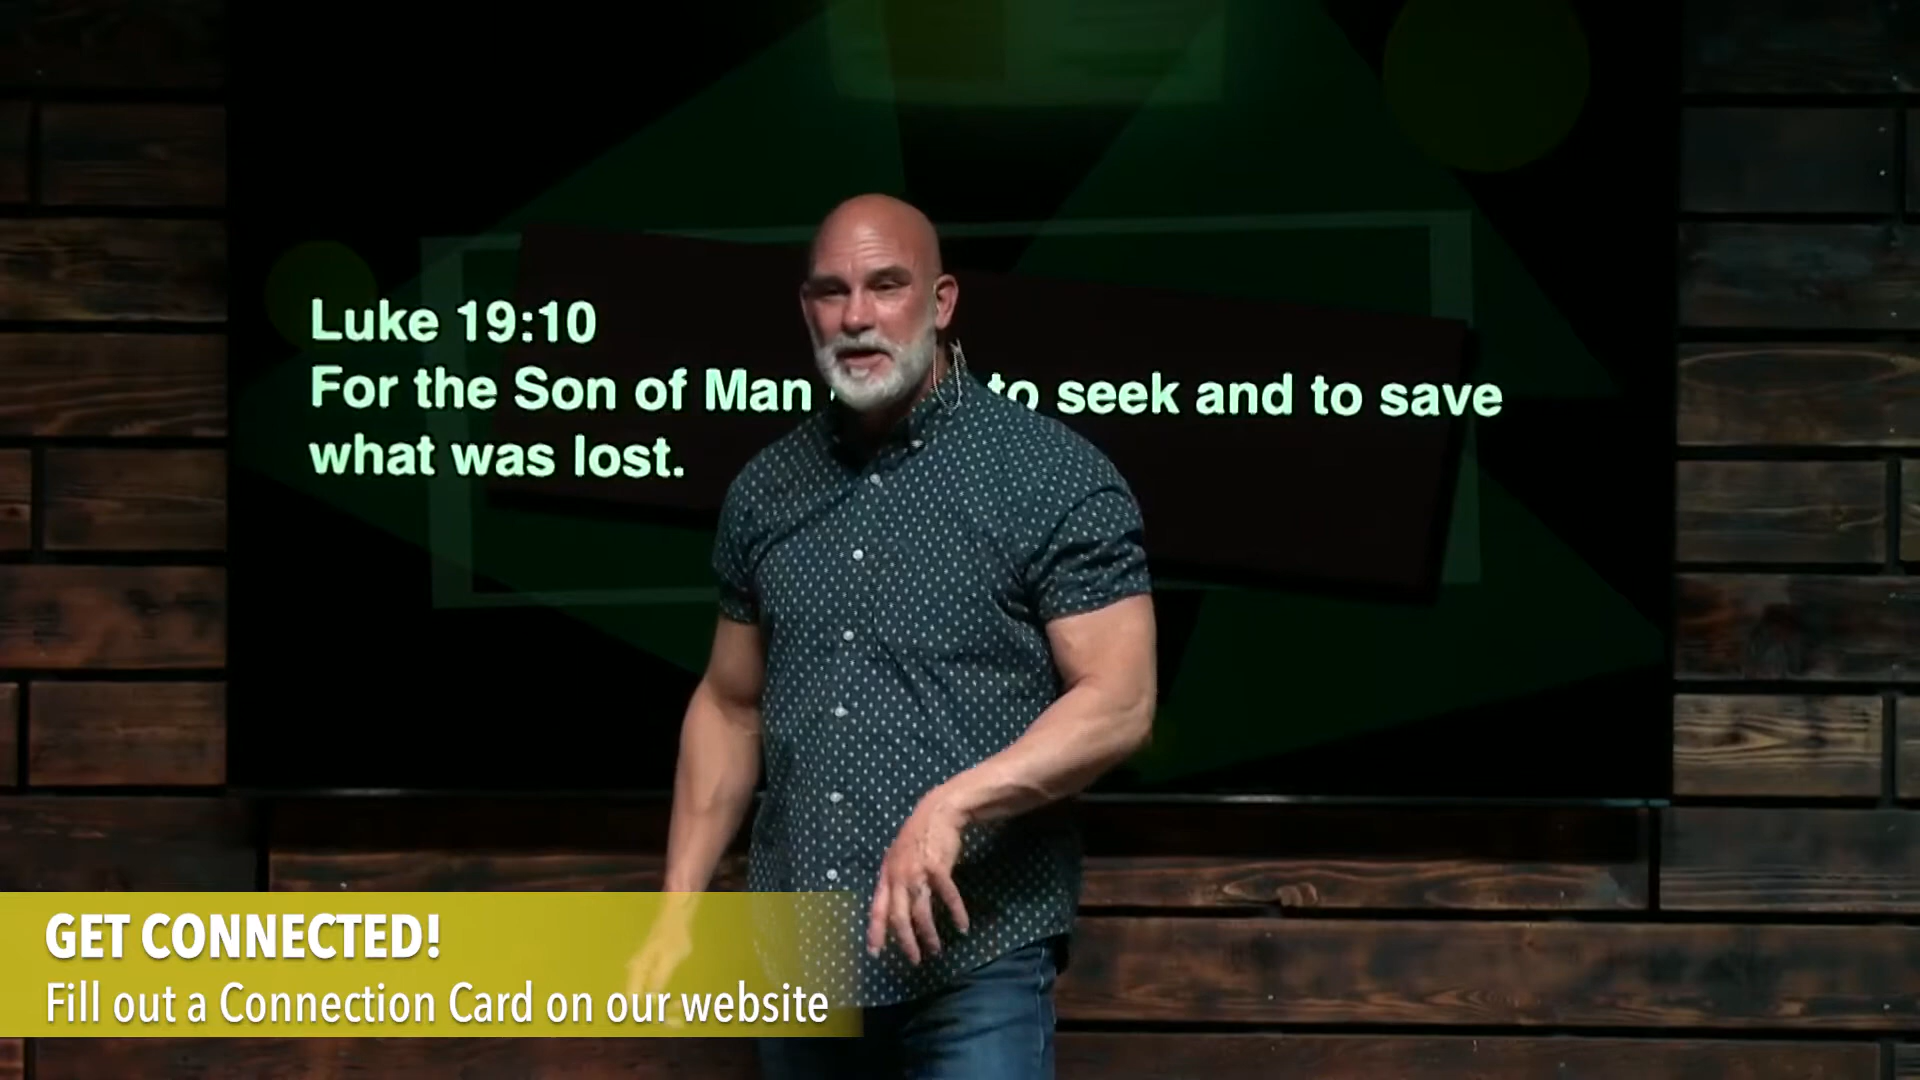 Luke 19:10
For the Son of Man to seek and to save
what was lost.
GET CONNECTED!
Fill out a Connection Card on our website